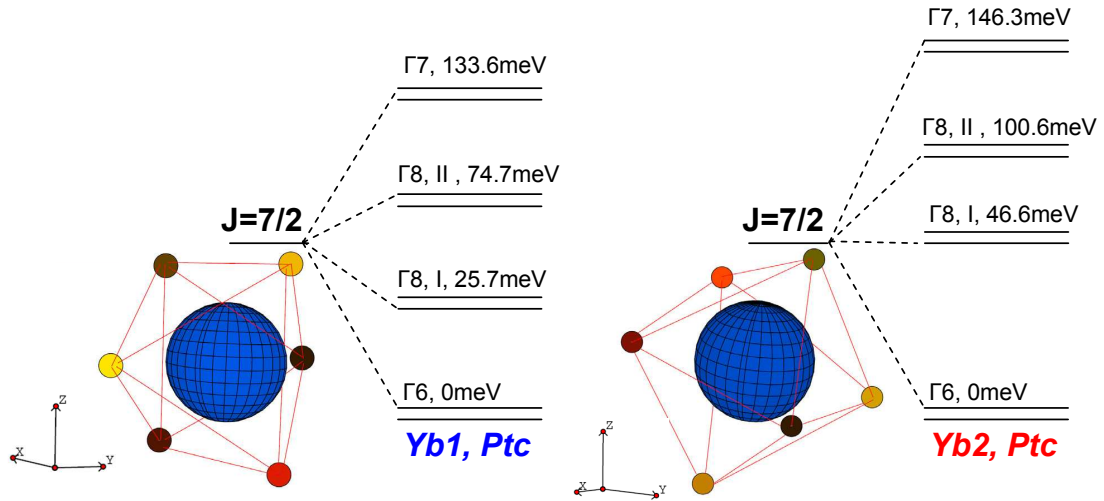 Γ7, 133.6meV
Γ8, II , 74.7meV
J=7/2
Γ8, I, 25.7meV
Γ6, 0meV
Yb1, Ptc
Z
X
Y
Γ7, 146.3meV
Γ8, II , 100.6meV
J=7/2
Γ8, I, 46.6meV
Γ6, 0meV
Yb2, Ptc
Z
X
Y